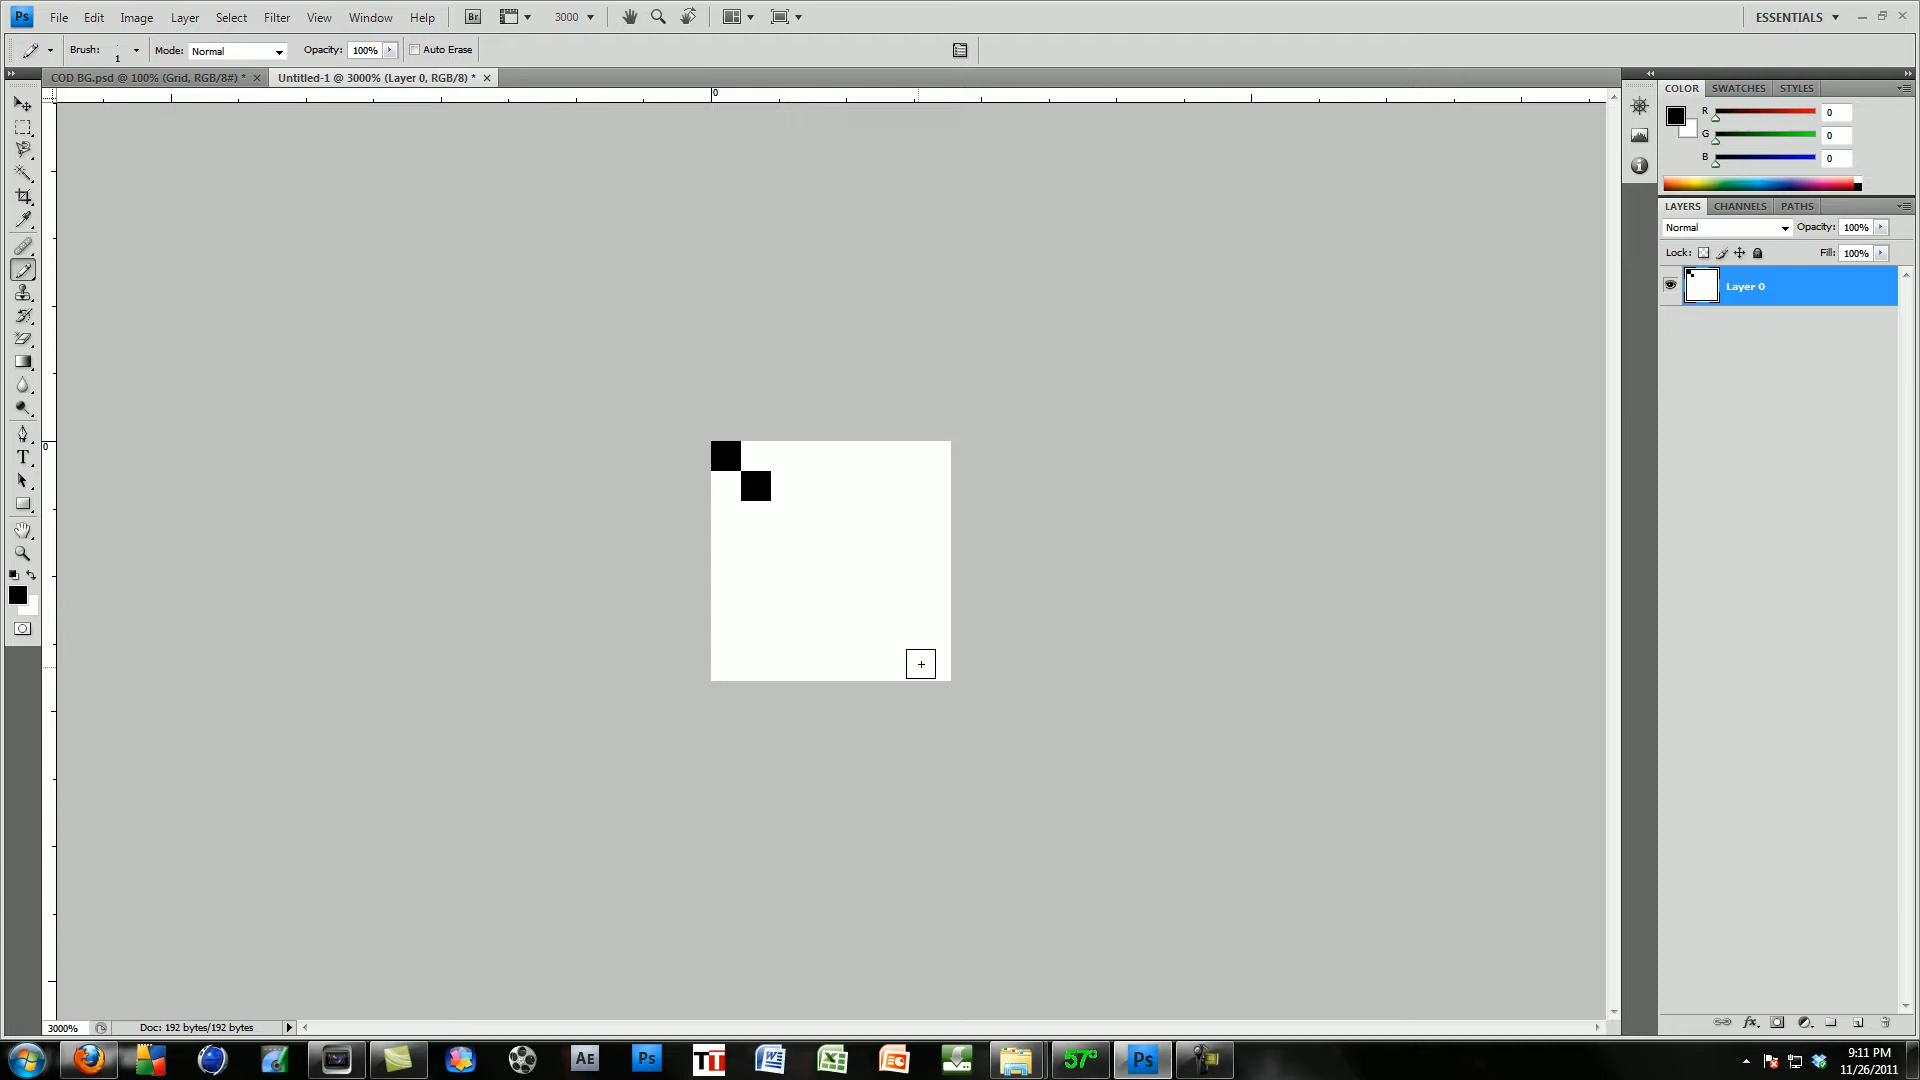 Ps File Edit Image Layer Select Filter View Window Help Br 3000 ESSENTIALS
Brush: 1 Mode: Normal Opacity: 100% Auto Erase
COD BG.psd @ 100% (Grid, RGB/8#) * Untitled-1 @ 3000% (Layer 0, RGB/8) *
0
0
COLOR SWATCHES STYLES
R 0
G 0
B 0
LAYERS CHANNELS PATHS
Normal Opacity: 100%
Lock: Fill: 100%
Layer 0
T
fx
3000% Doc: 192 bytes/192 bytes
Ae Ps TT W X P 57° Ps
9:11 PM
11/26/2011